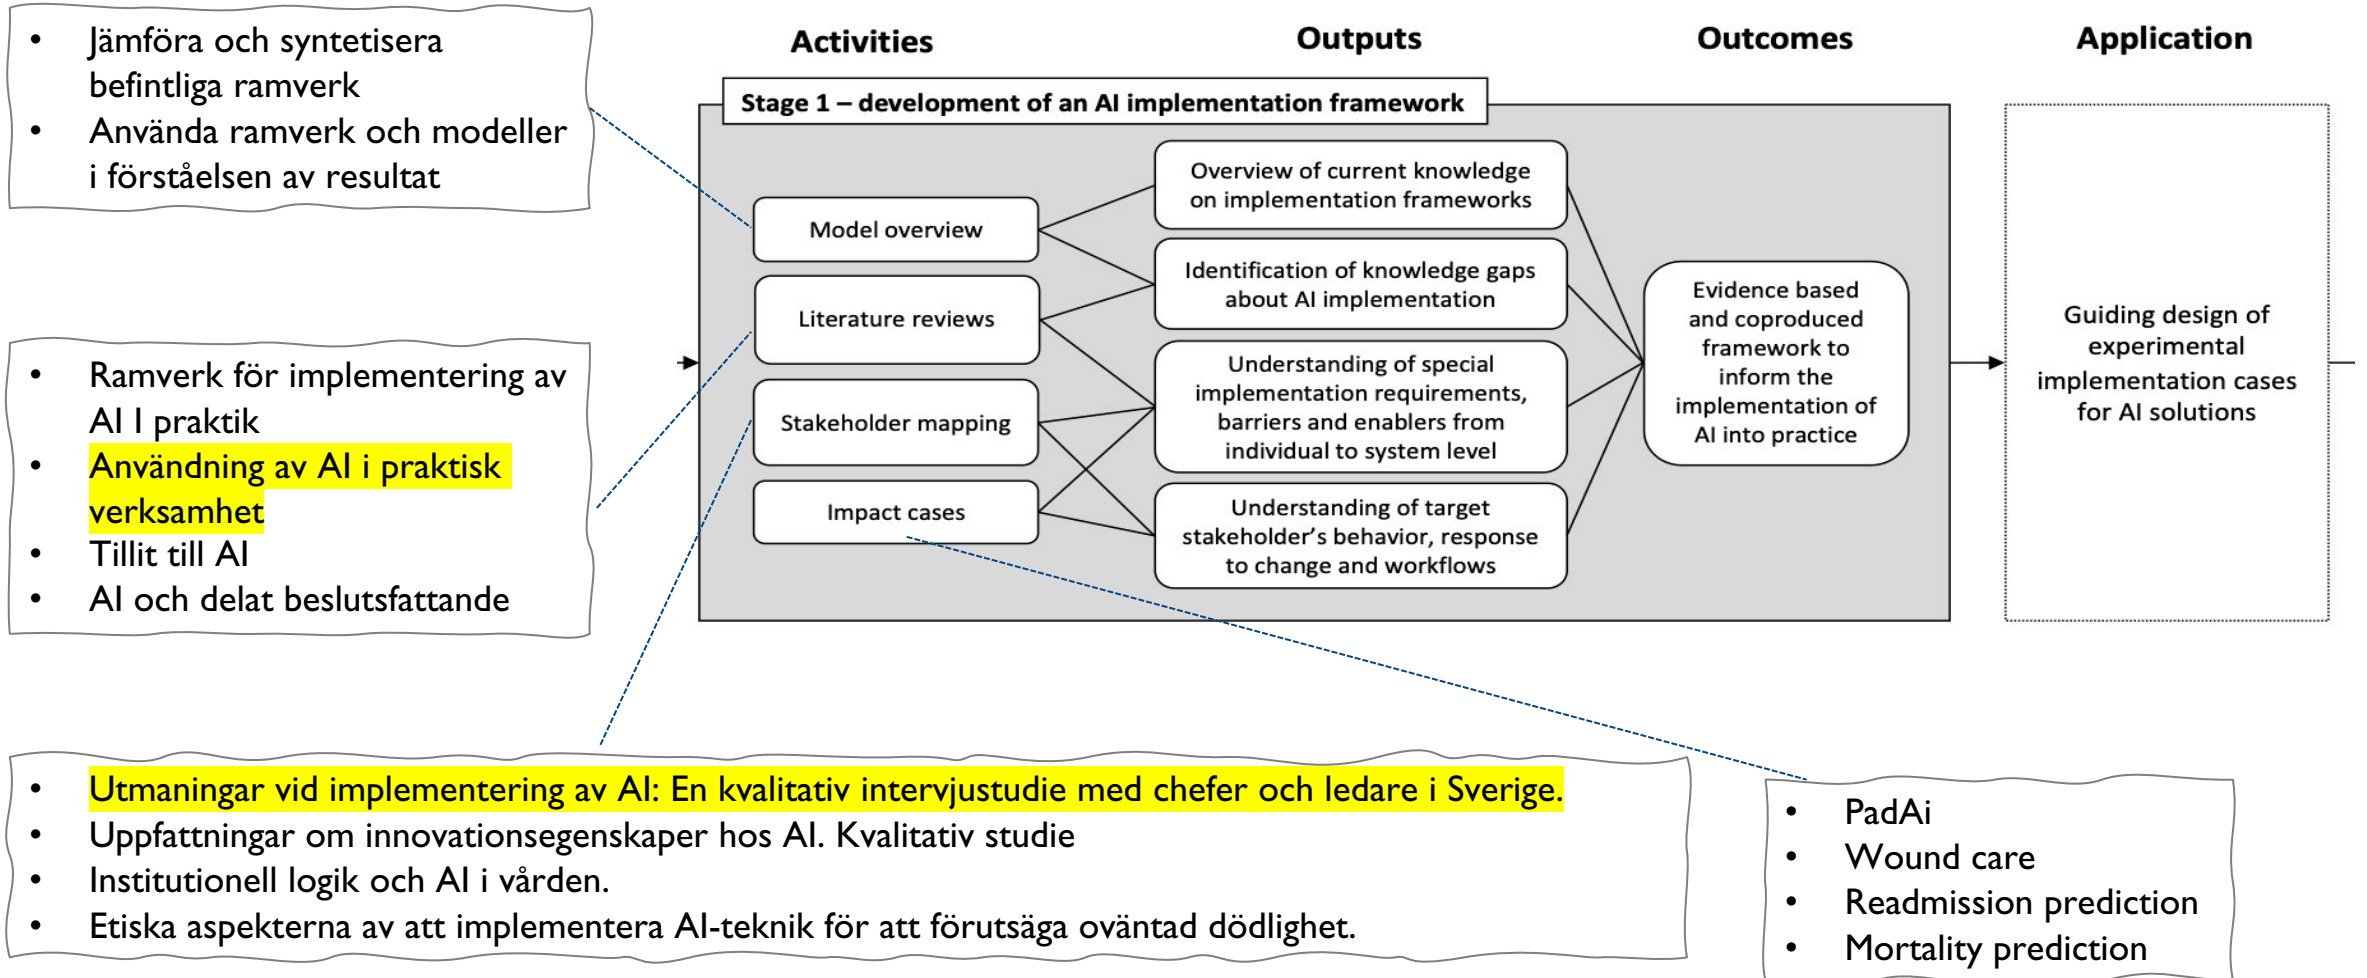 • Jämföra och syntetisera
befintliga ramverk
• Använda ramverk och modeller
i förståelsen av resultat
• Ramverk för implementering av
AI I praktik
• Användning av AI i praktisk
verksamhet
• Tillit till AI
• AI och delat beslutsfattande
Activities
Outputs
Outcomes
Application
Stage 1 – development of an AI implementation framework
Model overview
Literature reviews
Stakeholder mapping
Impact cases
Overview of current knowledge
on implementation frameworks
Identification of knowledge gaps
about AI implementation
Understanding of special
implementation requirements,
barriers and enablers from
individual to system level
Understanding of target
stakeholder’s behavior, response
to change and workflows
Evidence based
and coproduced
framework to
inform the
implementation of
AI into practice
Guiding design of
experimental
implementation cases
for AI solutions
• Utmaningar vid implementering av AI: En kvalitativ intervjustudie med chefer och ledare i Sverige.
• Uppfattningar om innovationsegenskaper hos AI. Kvalitativ studie
• Institutionell logik och AI i vården.
• Etiska aspekterna av att implementera AI-teknik för att förutsäga oväntad dödlighet.
• PadAi
• Wound care
• Readmission prediction
• Mortality prediction